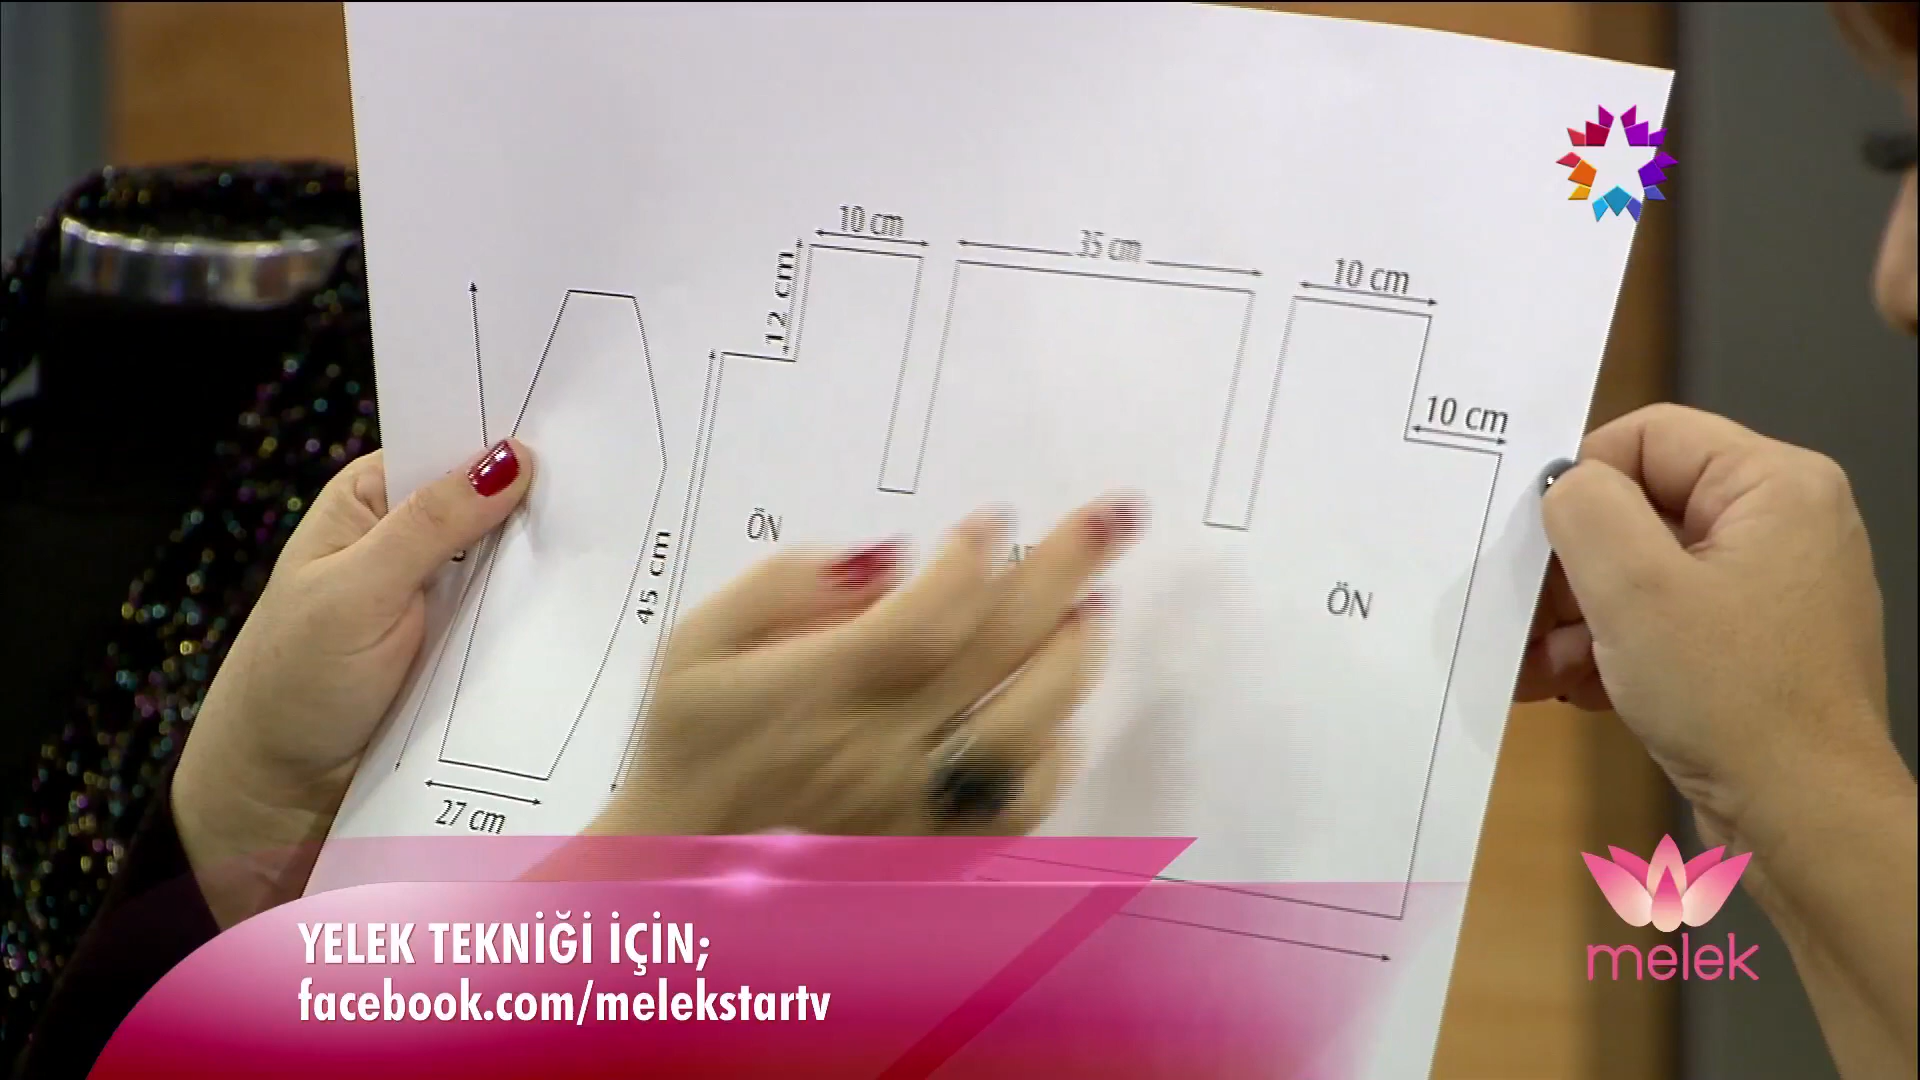 10 cm
35 cm
10 cm
12 cm
10 cm
45 cm
ÖN
ÖN
27 cm
YELEK TEKNİĞİ İÇİN;
facebook.com/melekstartv
melek